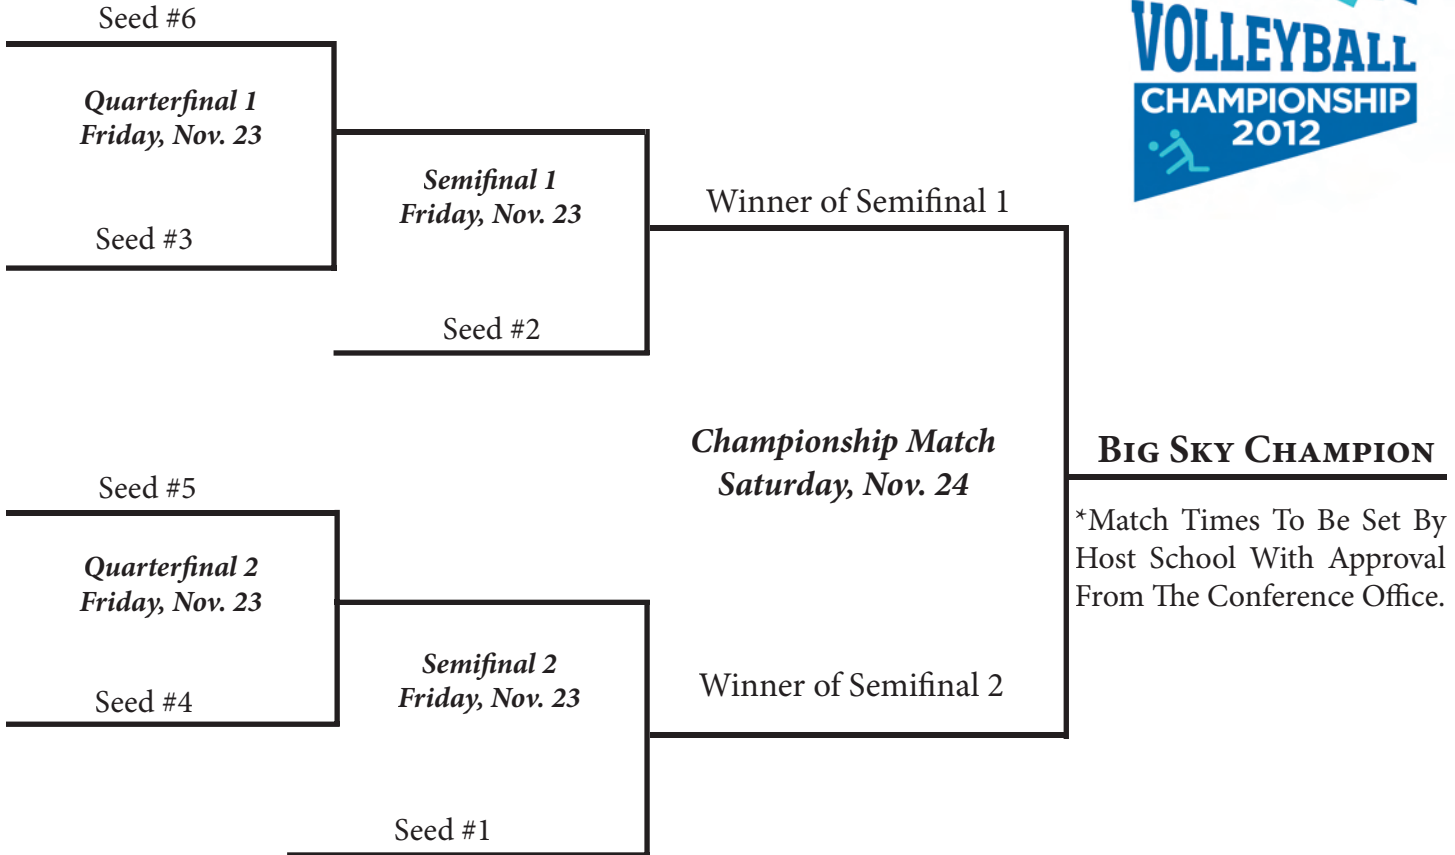 Seed #6
Quarterfinal 1
Friday, Nov. 23
Seed #3
Semifinal 1
Friday, Nov. 23
Seed #2
Winner of Semifinal 1
VOLLEYBALL
CHAMPIONSHIP
2012
Championship Match
Saturday, Nov. 24
BIG SKY CHAMPION
*Match Times To Be Set By
Host School With Approval
From The Conference Office.
Seed #5
Quarterfinal 2
Friday, Nov. 23
Seed #4
Semifinal 2
Friday, Nov. 23
Winner of Semifinal 2
Seed #1